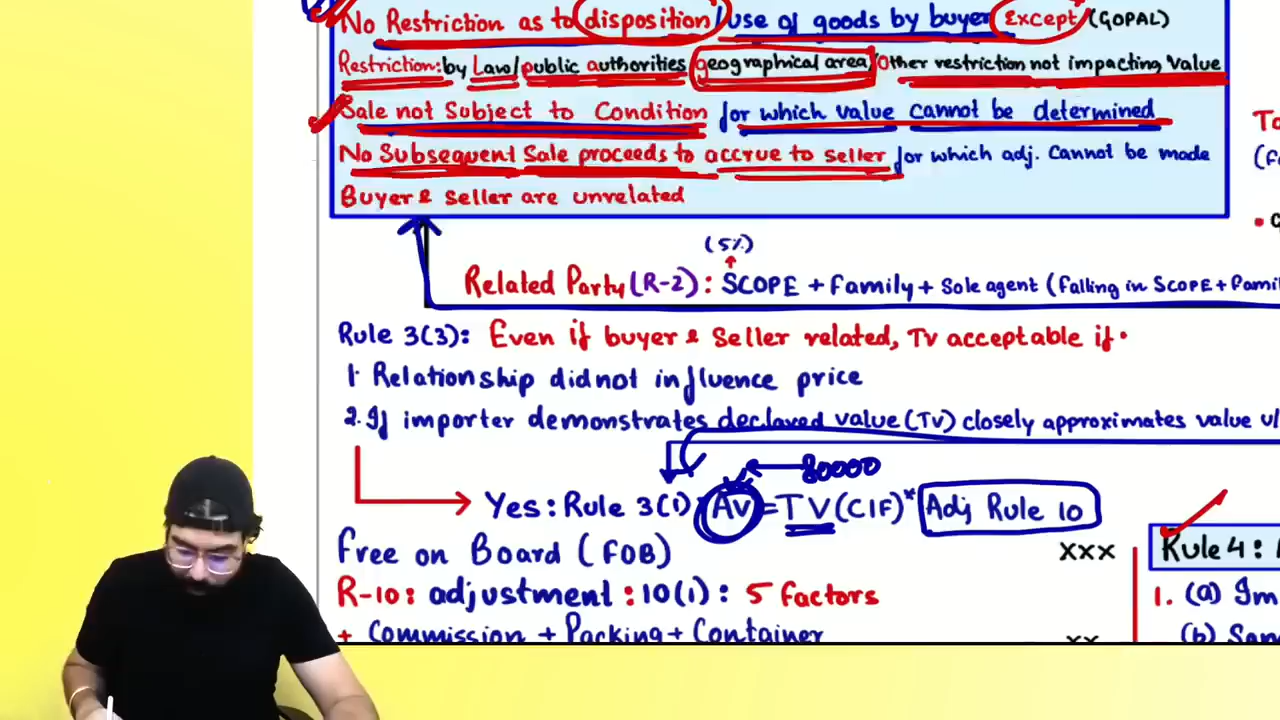 No Restriction as to disposition/use of goods by buyer Except (GOPAL)
Restriction: by Law/public authorities geographical area/Other restriction not impacting value
Sale not Subject to Condition for which value cannot be determined
No Subsequent Sale proceeds to accrue to seller for which adj. Cannot be made
Buyer & seller are unrelated
(5%)
Related Party (R-2): SCOPE + family + Sole agent (falling in SCOPE + fami
Rule 3(3): Even if buyer & Seller related, Tv acceptable if
1. Relationship did not influence price
2. If importer demonstrates declared value (Tv) closely approximates value u/
80000
Yes: Rule 3(1) AV = TV (CIF)* Adj Rule 10
Free on Board (FOB) xxx
R-10: adjustment: 10(1): 5 factors
+ Commission + Packing + Container xx
Rule 4:
1. (a) Im
(b) San